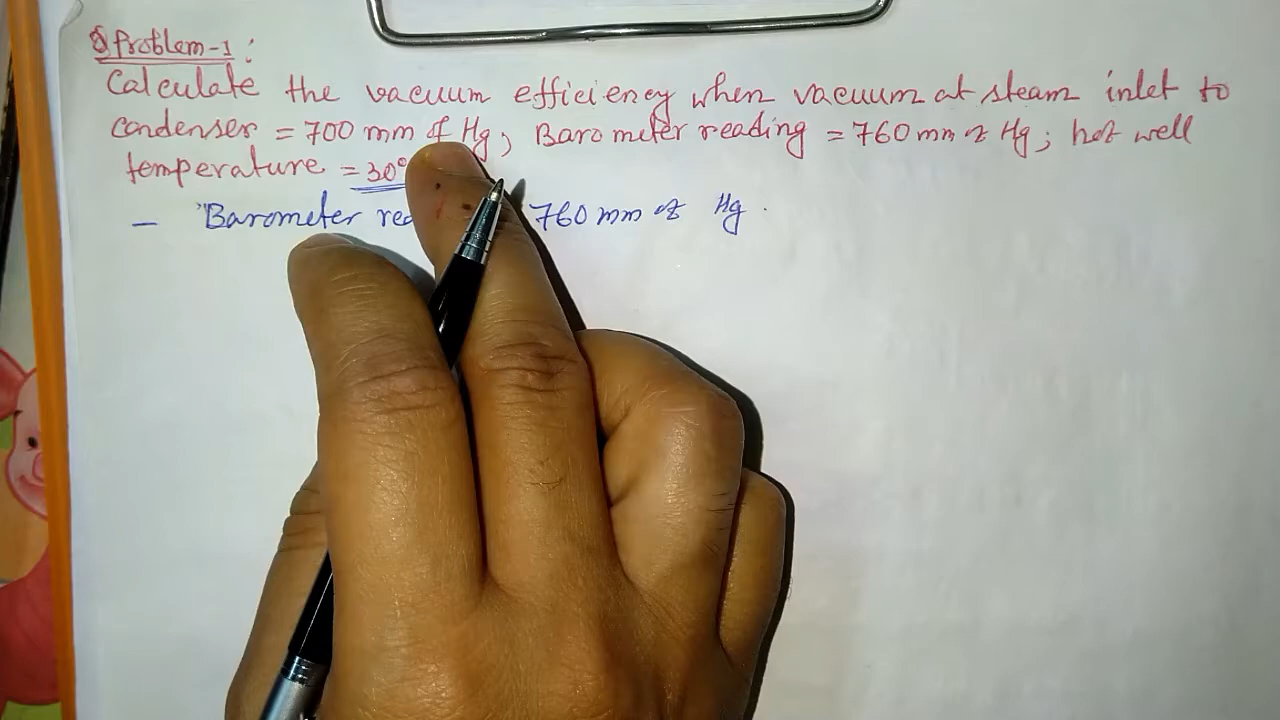 Problem-1:
Calculate the vacuum efficiency when vacuum at steam inlet to
condenser = 700 mm of Hg; Barometer reading = 760 mm of Hg; hot well
temperature = 30°
— Barometer 760 mm of Hg.